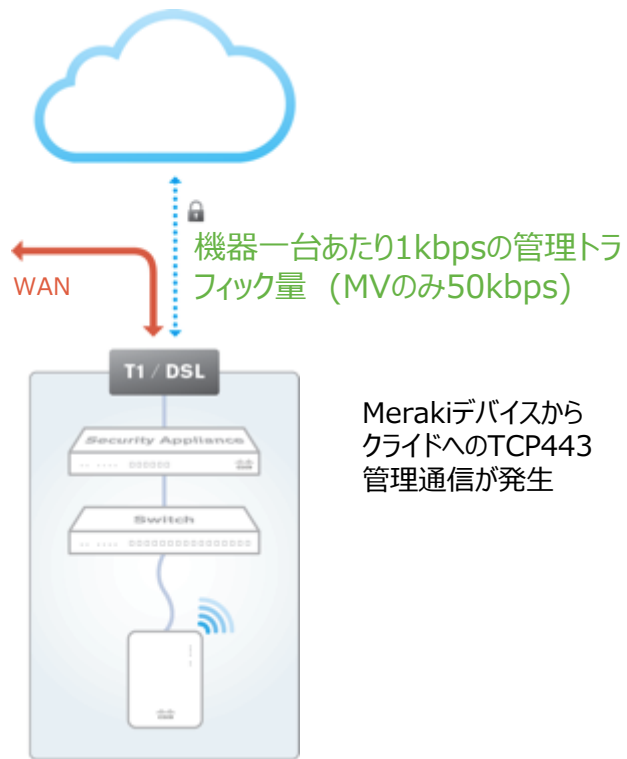 機器一台あたり1kbpsの管理トラ
フィック量 (MVのみ50kbps)
WAN
T1 / DSL
Merakiデバイスから
クライドへのTCP443
管理通信が発生
Security Appliance
Switch